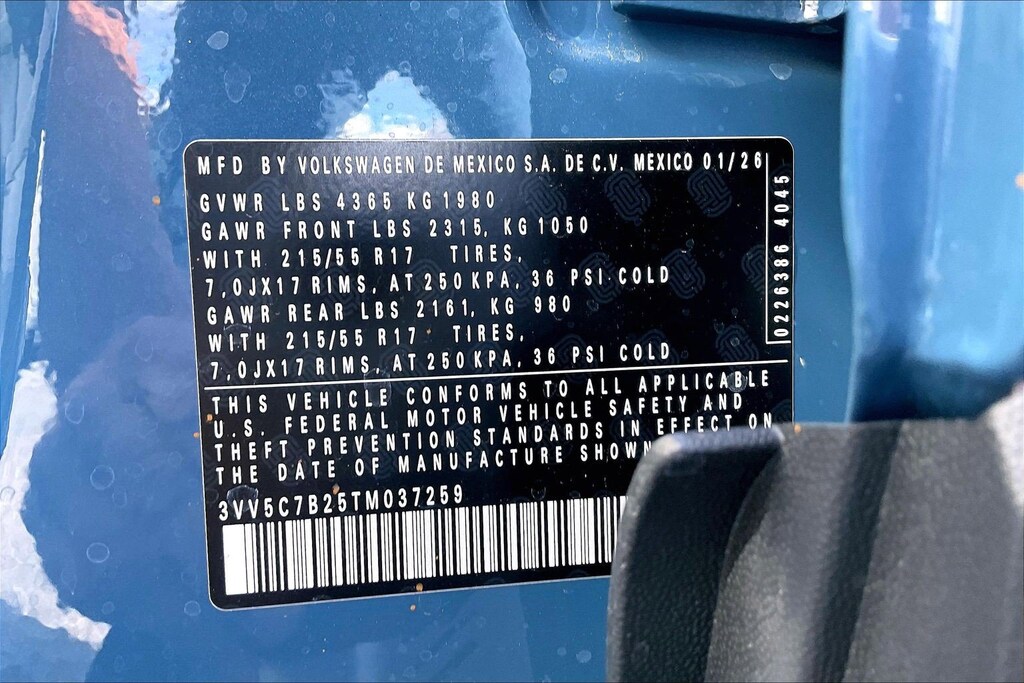 MFD BY VOLKSWAGEN DE MEXICO S.A. DE C.V. MEXICO 01/26
GVWR LBS 4365 KG 1980
GAWR FRONT LBS 2315, KG 1050
WITH 215/55 R17 TIRES,
7,0JX17 RIMS, AT 250 KPA, 36 PSI COLD
GAWR REAR LBS 2161, KG 980
WITH 215/55 R17 TIRES,
7,0JX17 RIMS, AT 250 KPA, 36 PSI COLD
0226386 4045
THIS VEHICLE CONFORMS TO ALL APPLICABLE
U.S. FEDERAL MOTOR VEHICLE SAFETY AND
THEFT PREVENTION STANDARDS IN EFFECT ON
THE DATE OF MANUFACTURE SHOWN
3VV5C7B25TM037259